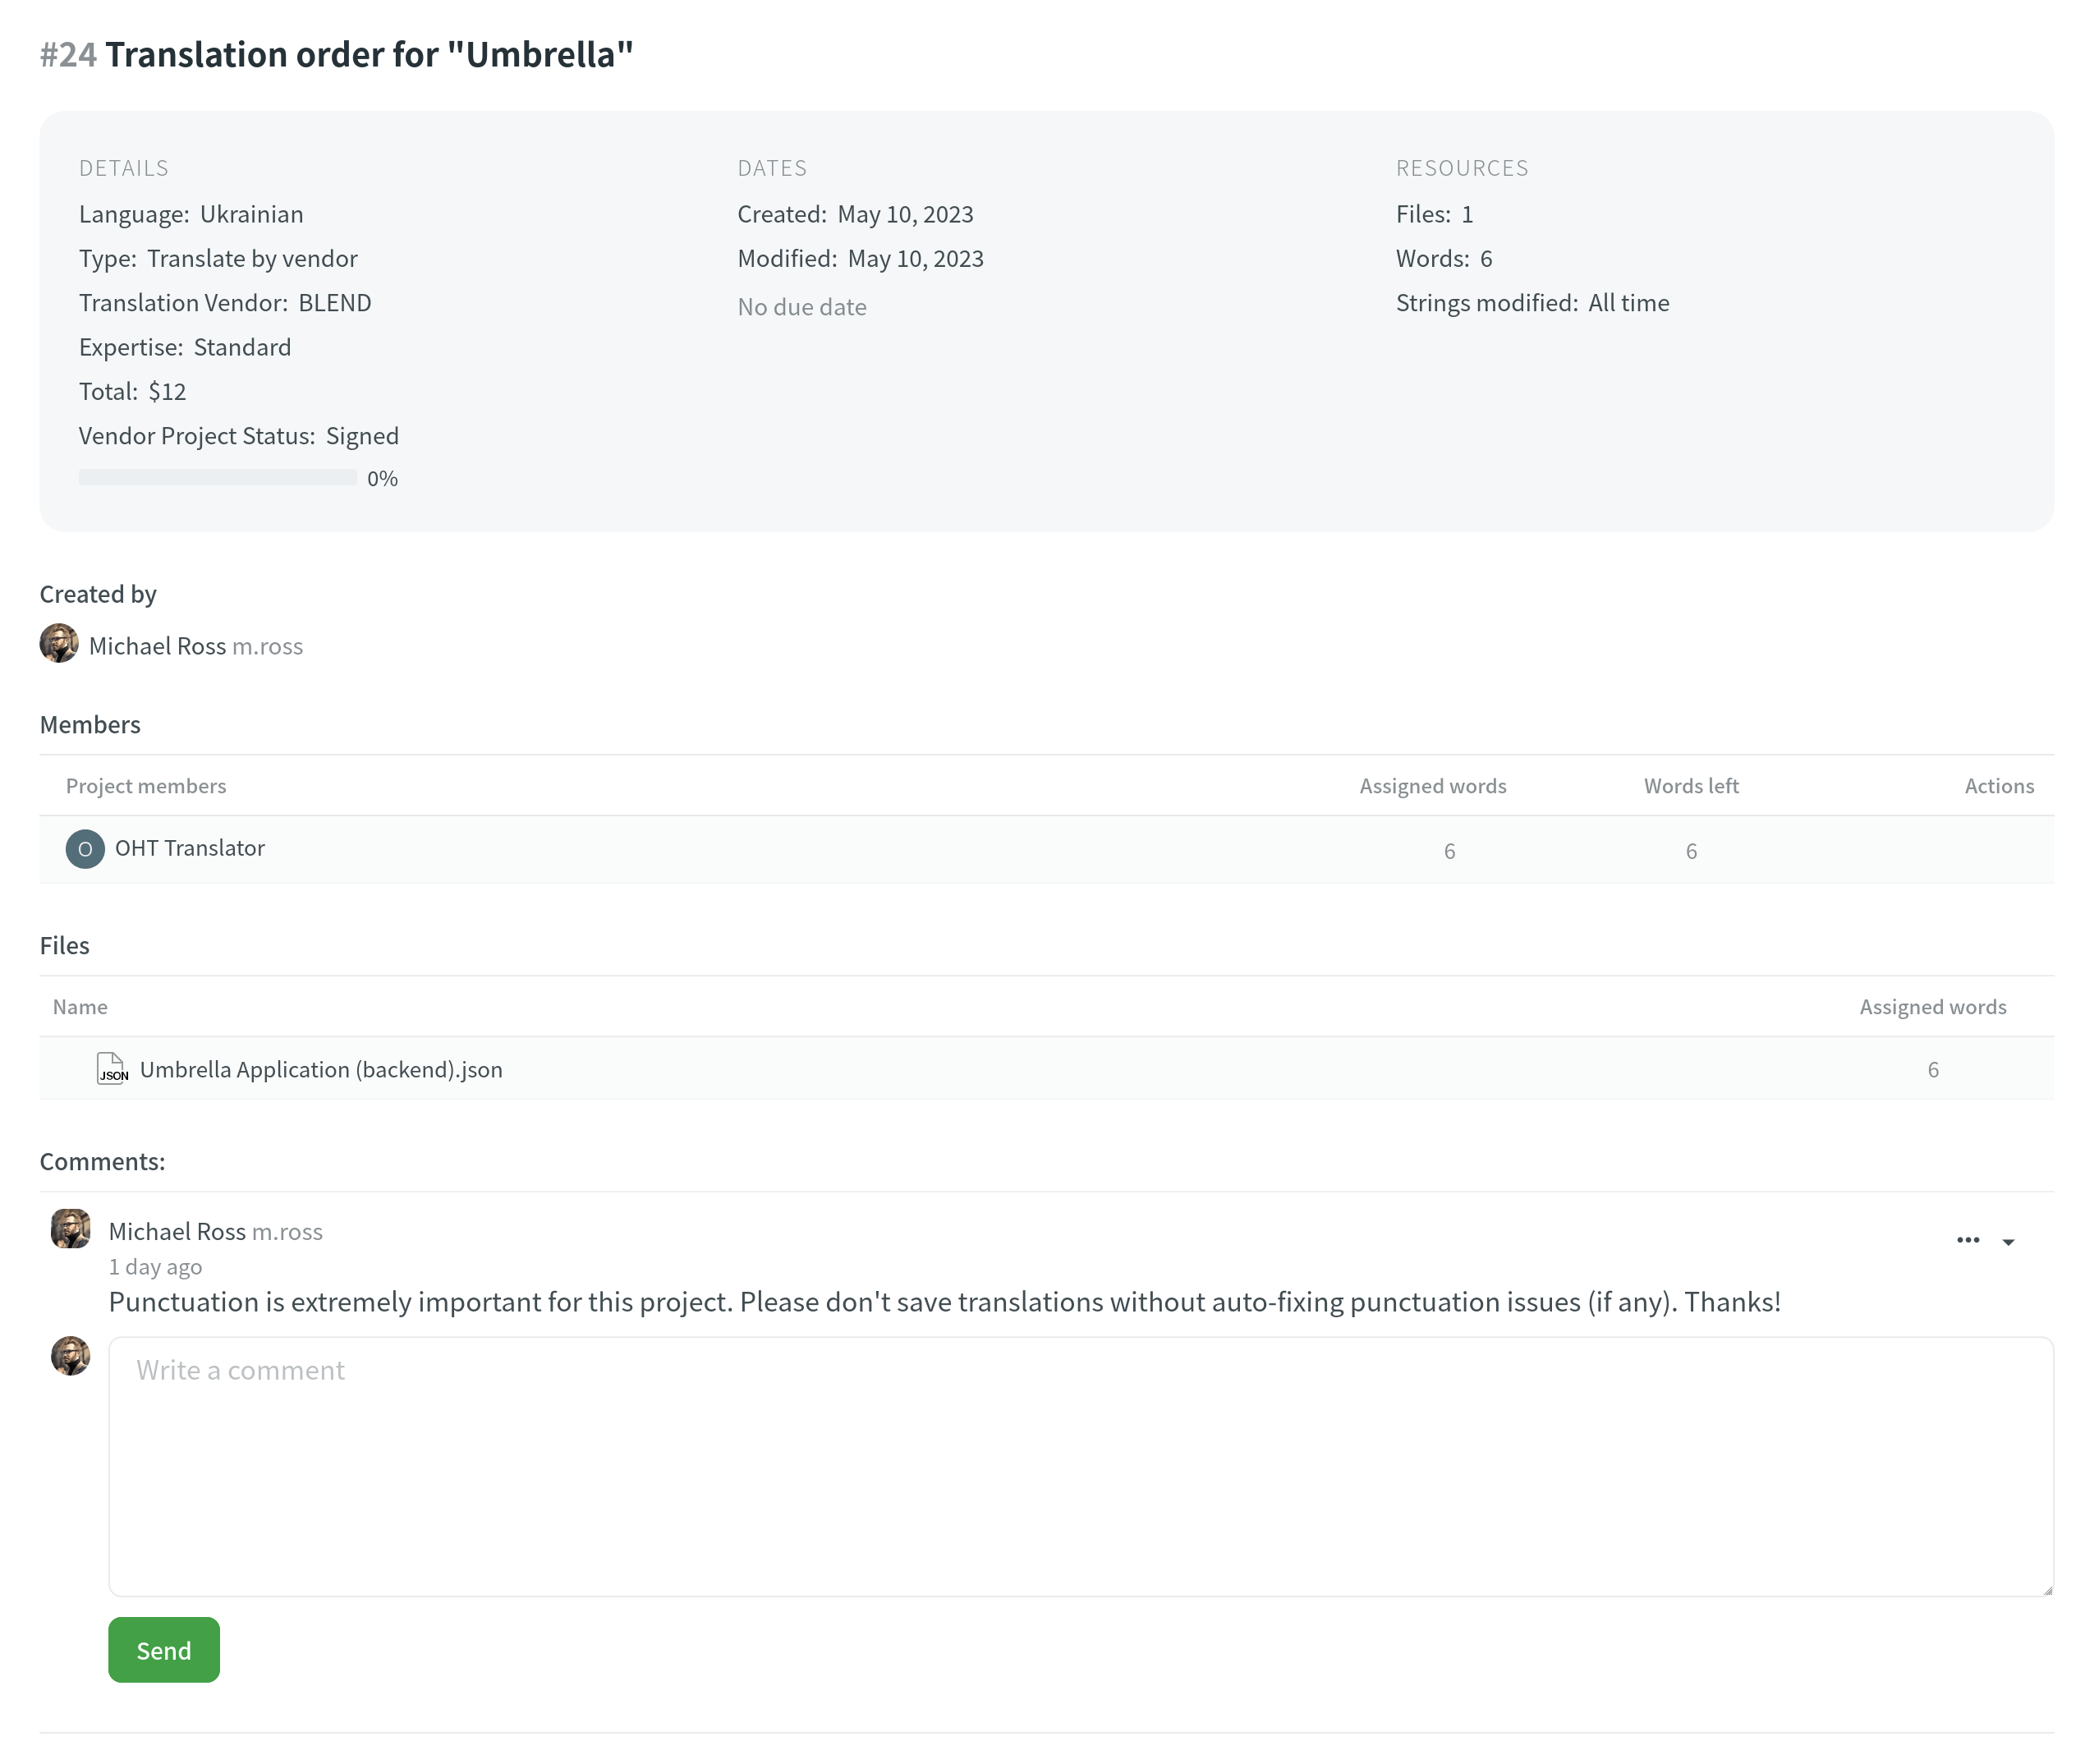 #24 Translation order for "Umbrella"
DETAILS
Language: Ukrainian
Type: Translate by vendor
Translation Vendor: BLEND
Expertise: Standard
Total: $12
Vendor Project Status: Signed
0%
DATES
Created: May 10, 2023
Modified: May 10, 2023
No due date
RESOURCES
Files: 1
Words: 6
Strings modified: All time
Created by
Michael Ross m.ross
Members
Project members Assigned words Words left Actions
O OHT Translator 6 6
Files
Name Assigned words
JSON Umbrella Application (backend).json 6
Comments:
Michael Ross m.ross
1 day ago
Punctuation is extremely important for this project. Please don't save translations without auto-fixing punctuation issues (if any). Thanks!
Write a comment
Send